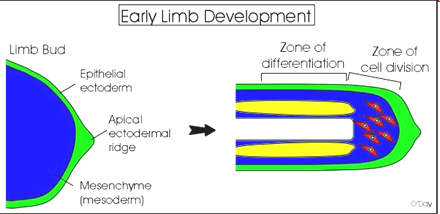 Early Limb Development
Limb Bud
Epithelial
ectoderm
Apical
ectodermal
ridge
Mesenchyme
(mesoderm)
Zone of
differentiation
Zone of
cell division
O'Day